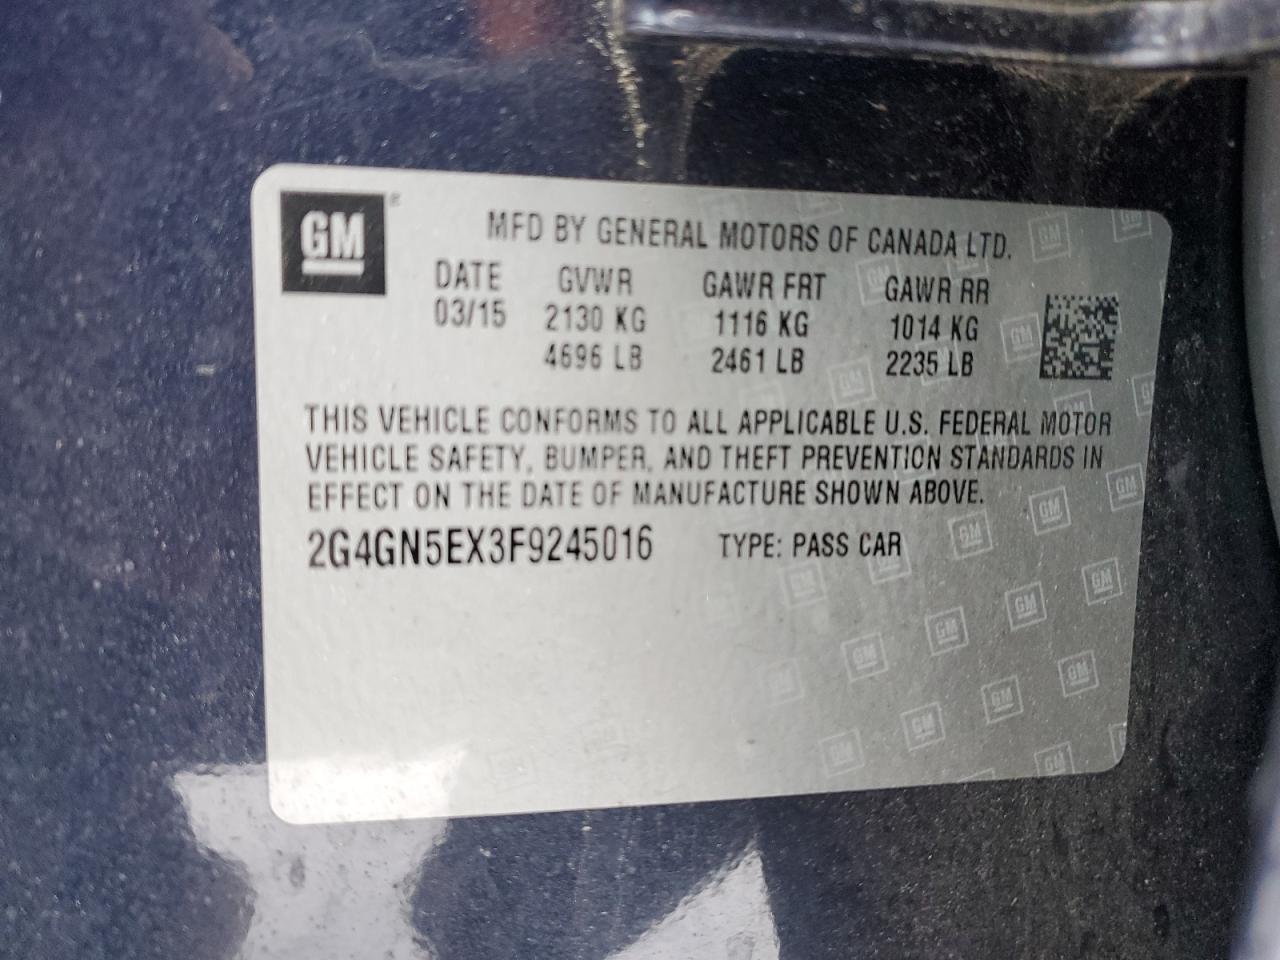 GM ®
MFD BY GENERAL MOTORS OF CANADA LTD.
DATE GVWR GAWR FRT GAWR RR
03/15 2130 KG 1116 KG 1014 KG
4696 LB 2461 LB 2235 LB
THIS VEHICLE CONFORMS TO ALL APPLICABLE U.S. FEDERAL MOTOR
VEHICLE SAFETY, BUMPER, AND THEFT PREVENTION STANDARDS IN
EFFECT ON THE DATE OF MANUFACTURE SHOWN ABOVE.
2G4GN5EX3F9245016 TYPE: PASS CAR